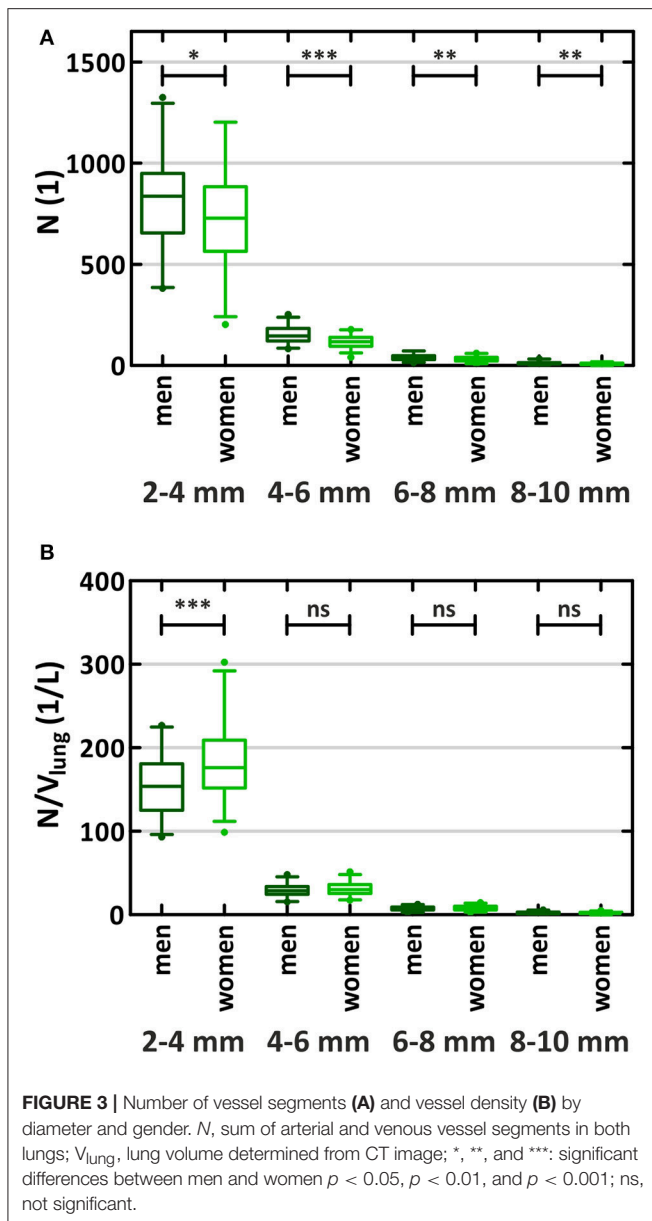 A
* *** ** **
1500
1000
500
0
N (1)
men women men women men women men women
2-4 mm 4-6 mm 6-8 mm 8-10 mm
B
*** ns ns ns
400
300
200
100
0
N/Vlung (1/L)
men women men women men women men women
2-4 mm 4-6 mm 6-8 mm 8-10 mm
FIGURE 3 | Number of vessel segments (A) and vessel density (B) by
diameter and gender. N, sum of arterial and venous vessel segments in both
lungs; Vlung, lung volume determined from CT image; *, **, and ***: significant
differences between men and women p < 0.05, p < 0.01, and p < 0.001; ns,
not significant.